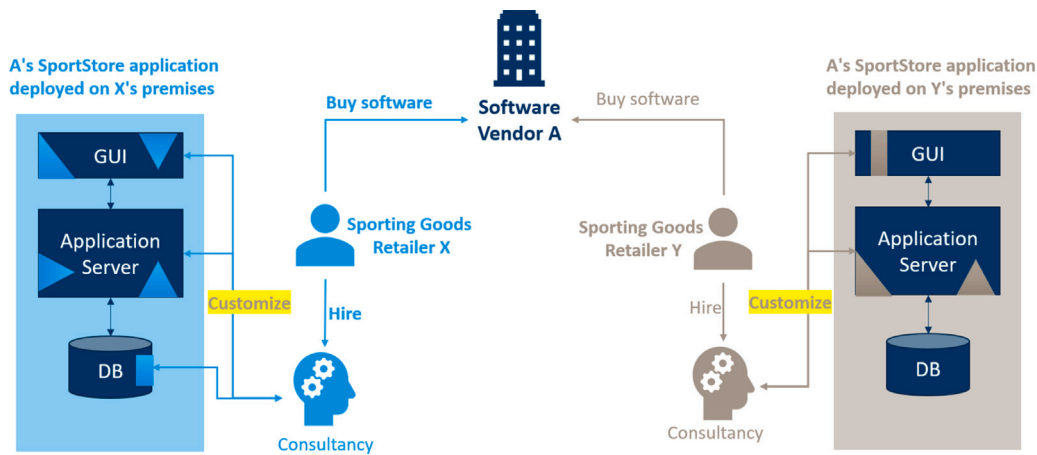 A's SportStore application
deployed on X's premises
GUI
Application
Server
DB
Customize
Buy software
Sporting Goods
Retailer X
Hire
Consultancy
Software
Vendor A
Buy software
Sporting Goods
Retailer Y
Hire
Consultancy
Customize
A's SportStore application
deployed on Y's premises
GUI
Application
Server
DB